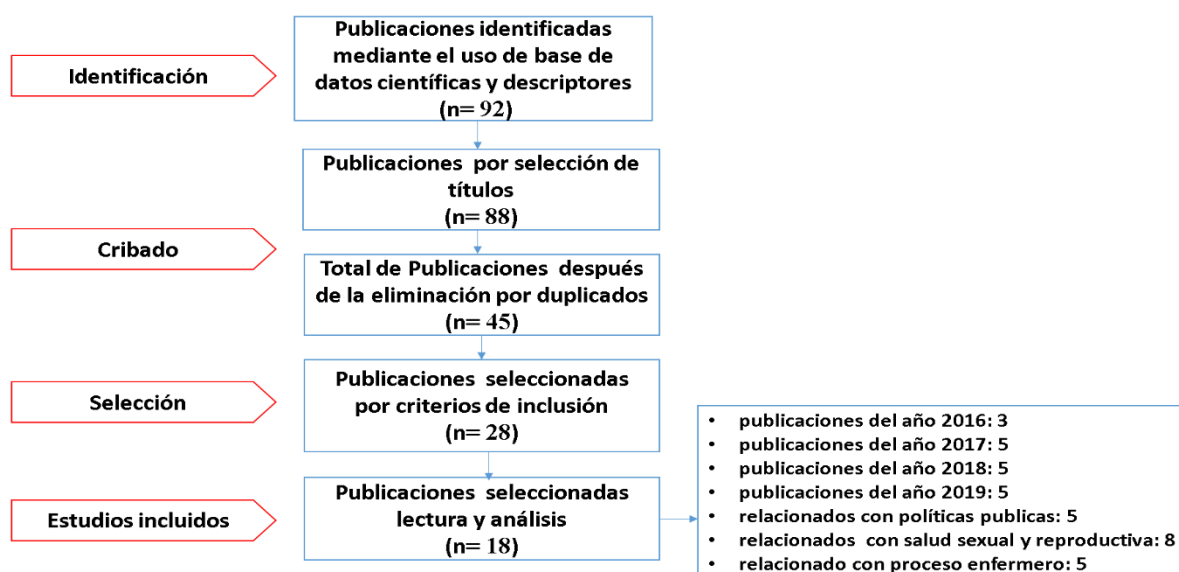 Identificación
Publicaciones identificadas
mediante el uso de base de
datos científicas y descriptores
(n= 92)
Publicaciones por selección de
títulos
(n= 88)
Cribado
Total de Publicaciones después
de la eliminación por duplicados
(n= 45)
Selección
Publicaciones seleccionadas
por criterios de inclusión
(n= 28)
Estudios incluidos
Publicaciones seleccionadas
lectura y análisis
(n= 18)
• publicaciones del año 2016: 3
• publicaciones del año 2017: 5
• publicaciones del año 2018: 5
• publicaciones del año 2019: 5
• relacionados con políticas publicas: 5
• relacionados con salud sexual y reproductiva: 8
• relacionado con proceso enfermero: 5